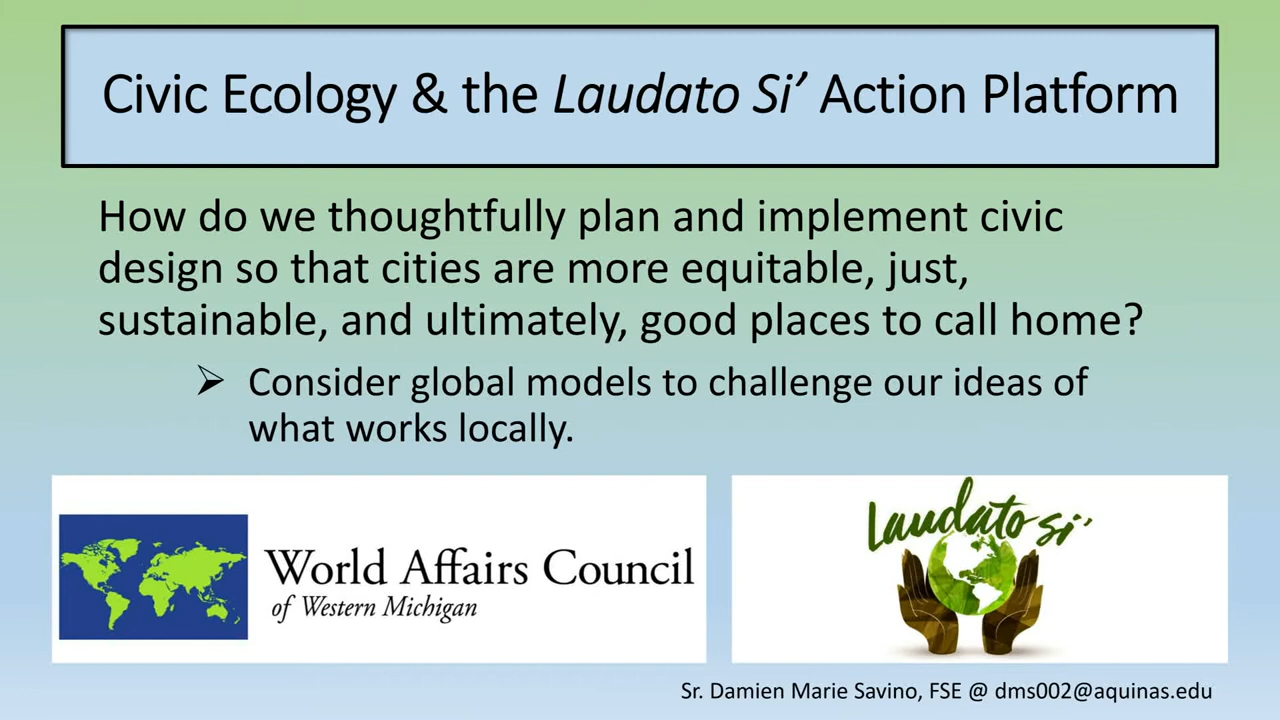 Civic Ecology & the Laudato Si’ Action Platform
How do we thoughtfully plan and implement civic
design so that cities are more equitable, just,
sustainable, and ultimately, good places to call home?
➢ Consider global models to challenge our ideas of
what works locally.
World Affairs Council
of Western Michigan
Laudato Si’
Sr. Damien Marie Savino, FSE @ dms002@aquinas.edu